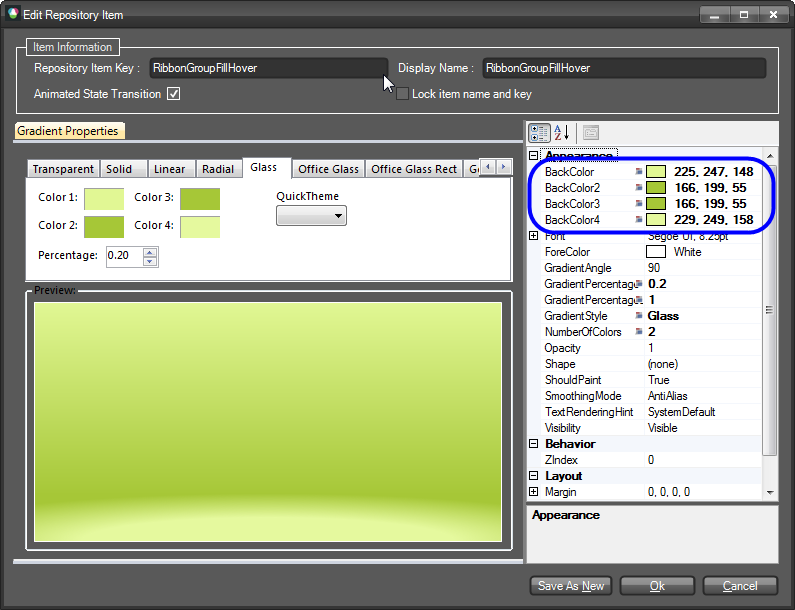 Edit Repository Item
Item Information
Repository Item Key : RibbonGroupFillHover Display Name : RibbonGroupFillHover
Animated State Transition Lock item name and key
Gradient Properties
Transparent Solid Linear Radial Glass Office Glass Office Glass Rect
Color 1: Color 3: QuickTheme
Color 2: Color 4:
Percentage: 0.20
Preview:
Appearance
BackColor 225, 247, 148
BackColor2 166, 199, 55
BackColor3 166, 199, 55
BackColor4 229, 249, 158
Font Segoe UI, 8.25pt
ForeColor White
GradientAngle 90
GradientPercentage 0.2
GradientPercentage 1
GradientStyle Glass
NumberOfColors 2
Opacity 1
Shape (none)
ShouldPaint True
SmoothingMode AntiAlias
TextRenderingHint SystemDefault
Visibility Visible
Behavior
ZIndex 0
Layout
Margin 0, 0, 0, 0
Appearance
Save As New Ok Cancel